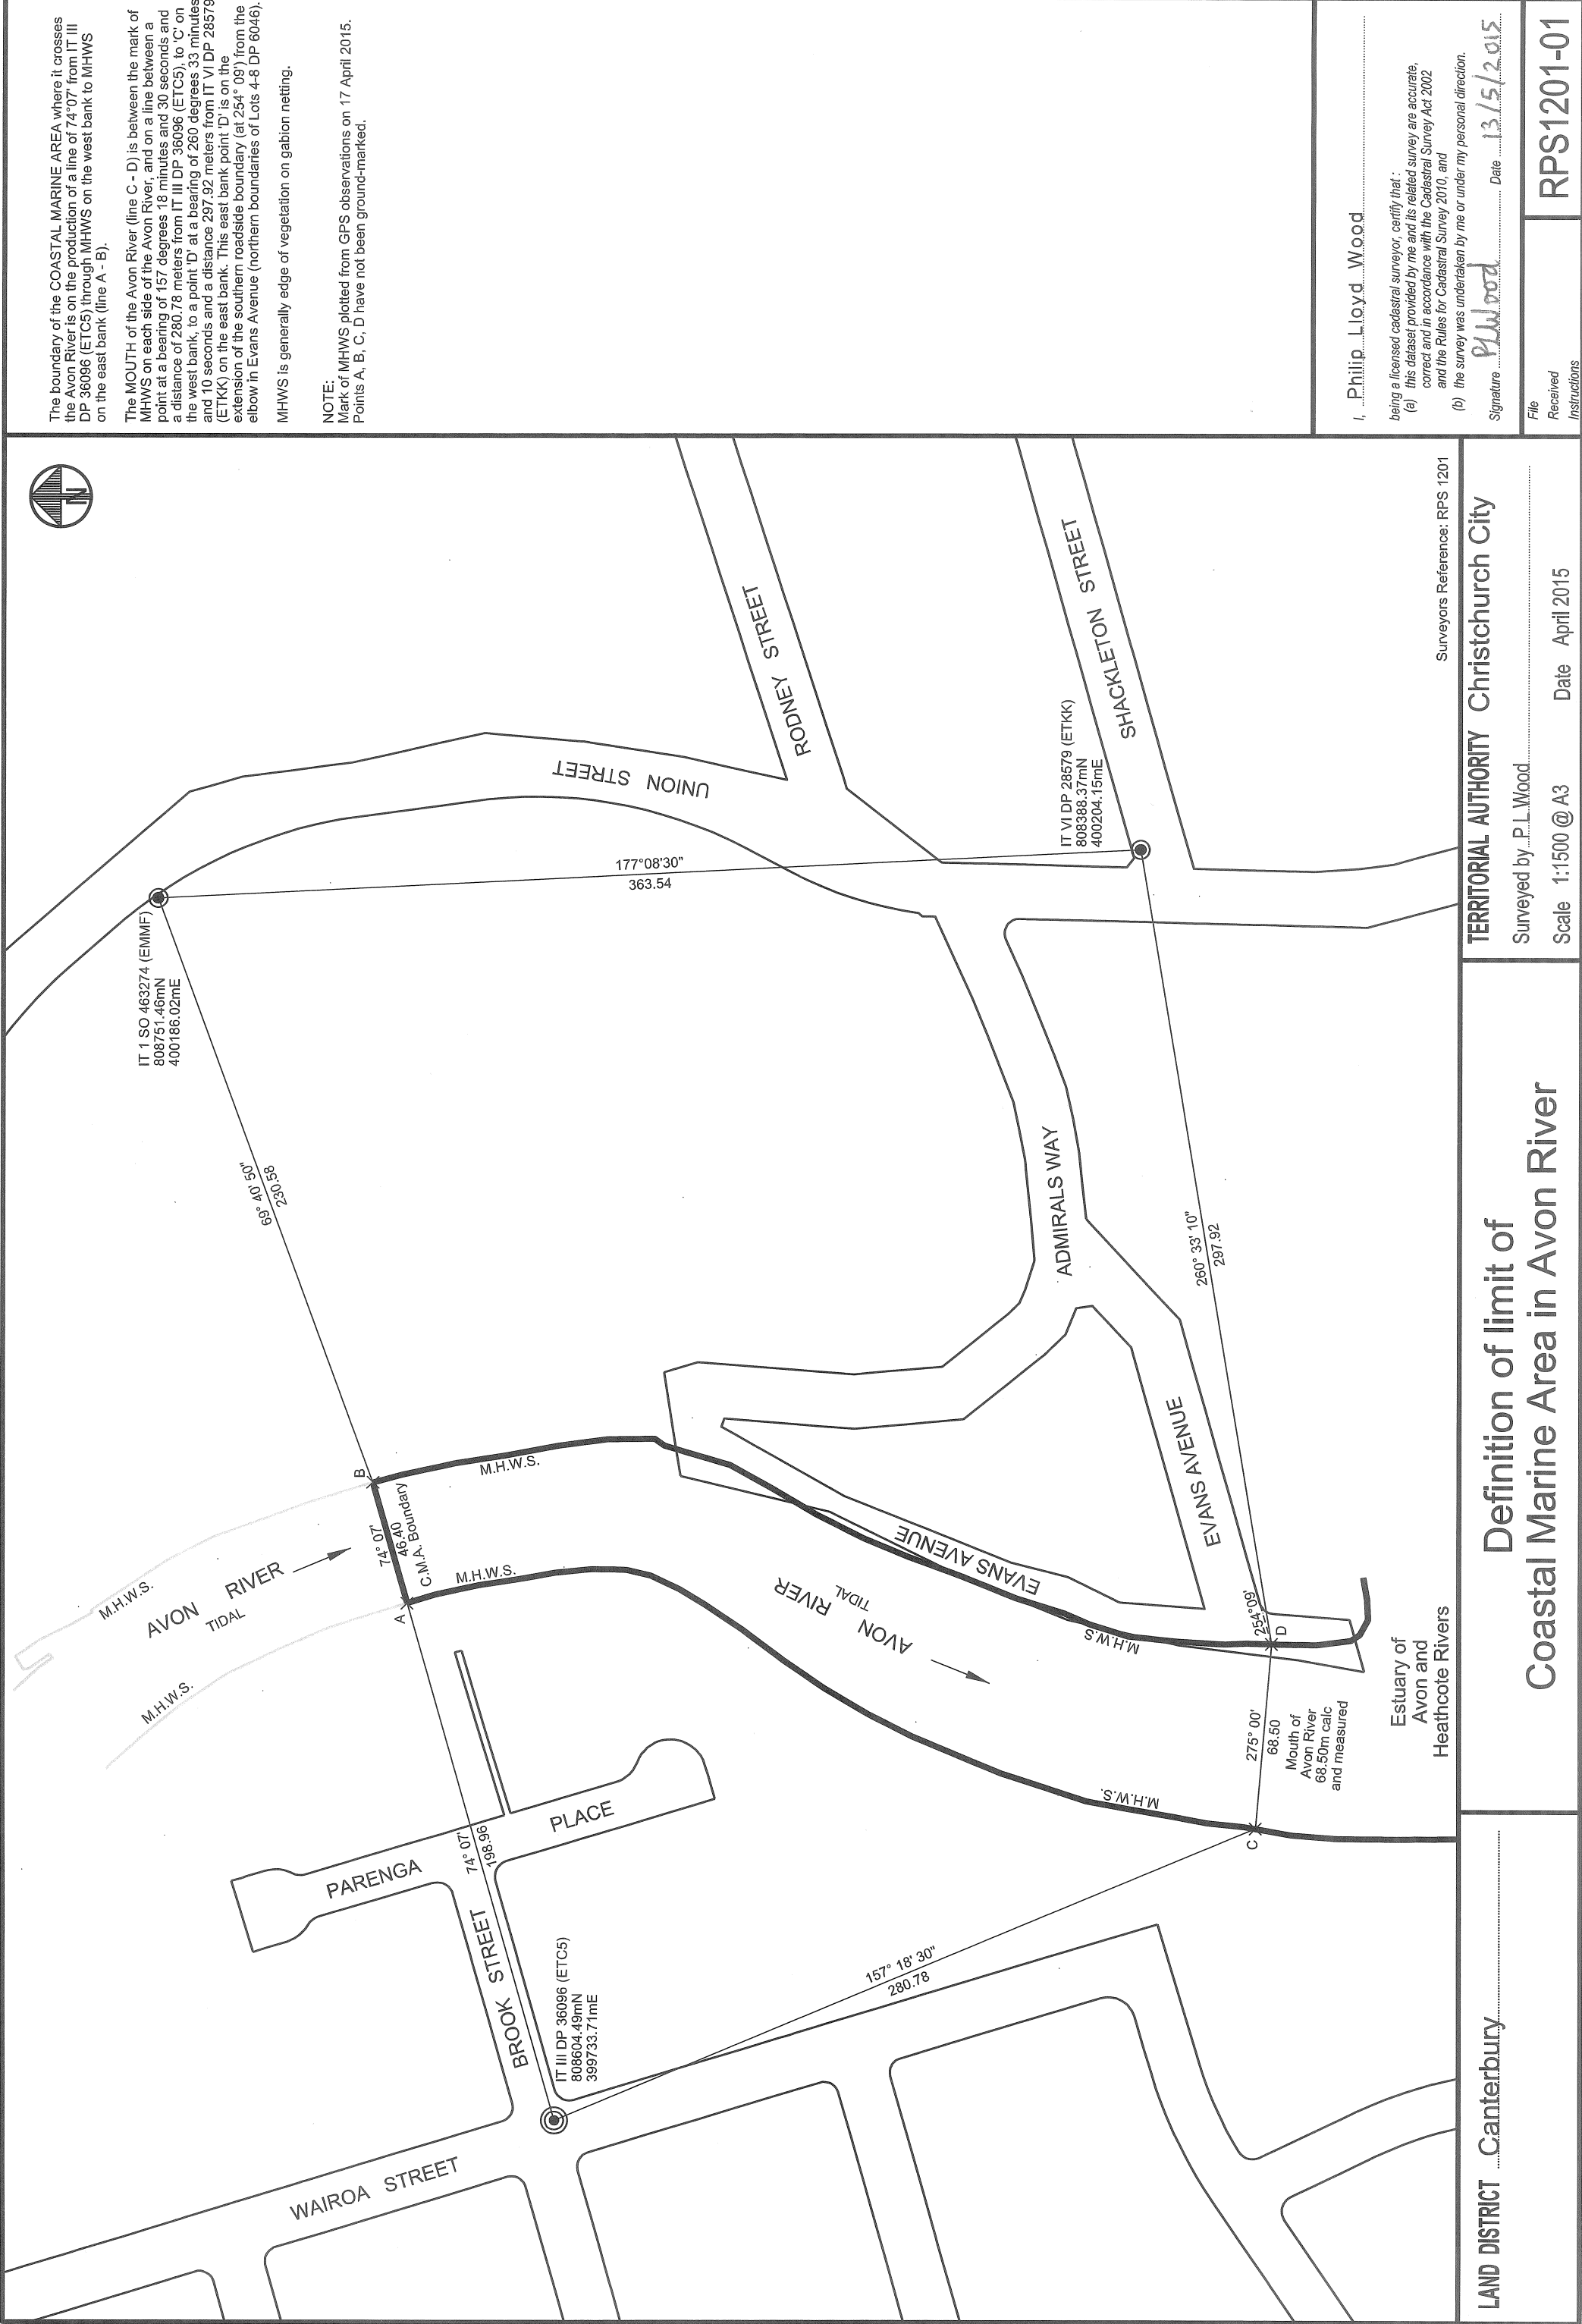 The boundary of the COASTAL MARINE AREA where it crosses
the Avon River is on the production of a line of 74°07' from IT III
DP 36096 (ETC5) through MHWS on the west bank to MHWS
on the east bank (line A - B).
The MOUTH of the Avon River (line C - D) is between the mark of
MHWS on each side of the Avon River, and on a line between a
point at a bearing of 157 degrees 18 minutes and 30 seconds and
a distance of 280.78 meters from IT III DP 36096 (ETC5), to 'C' on
the west bank, to a point 'D' at a bearing of 260 degrees 33 minutes
and 10 seconds and a distance 297.92 meters from IT VI DP 28579
(ETKK) on the east bank. This east bank point 'D' is on the
extension of the southern roadside boundary (at 254° 09') from the
elbow in Evans Avenue (northern boundaries of Lots 4-8 DP 6046).
MHWS is generally edge of vegetation on gabion netting.
NOTE:
Mark of MHWS plotted from GPS observations on 17 April 2015.
Points A, B, C, D have not been ground-marked.
N
IT 1 SO 463274 (EMMF)
808751.46mN
400186.02mE
69° 40' 50"
230.58
177°08'30"
363.54
UNION STREET
RODNEY STREET
SHACKLETON STREET
IT VI DP 28579 (ETKK)
808388.37mN
400204.15mE
M.H.W.S.
M.H.W.S.
AVON RIVER
TIDAL
A
B
74° 07'
46.40
C.M.A. Boundary
M.H.W.S.
M.H.W.S.
PARENGA
PLACE
74° 07'
198.96
BROOK STREET
WAIROA STREET
IT III DP 36096 (ETC5)
808604.49mN
399733.71mE
157° 18' 30"
280.78
AVON RIVER
TIDAL
EVANS AVENUE
EVANS AVENUE
ADMIRALS WAY
260° 33' 10"
297.92
M.H.W.S
M.H.W.S.
254°09'
D
C
275° 00'
68.50
Mouth of
Avon River
68.50m calc
and measured
Estuary of
Avon and
Heathcote Rivers
Surveyors Reference: RPS 1201
LAND DISTRICT Canterbury
Definition of limit of
Coastal Marine Area in Avon River
TERRITORIAL AUTHORITY Christchurch City
Surveyed by P L Wood
Scale 1:1500 @ A3 Date April 2015
I, Philip Lloyd Wood
being a licensed cadastral surveyor, certify that :
(a) this dataset provided by me and its related survey are accurate,
correct and in accordance with the Cadastral Survey Act 2002
and the Rules for Cadastral Survey 2010, and
(b) the survey was undertaken by me or under my personal direction.
Signature PLWood Date 13/5/2015
File
Received
Instructions
RPS1201-01